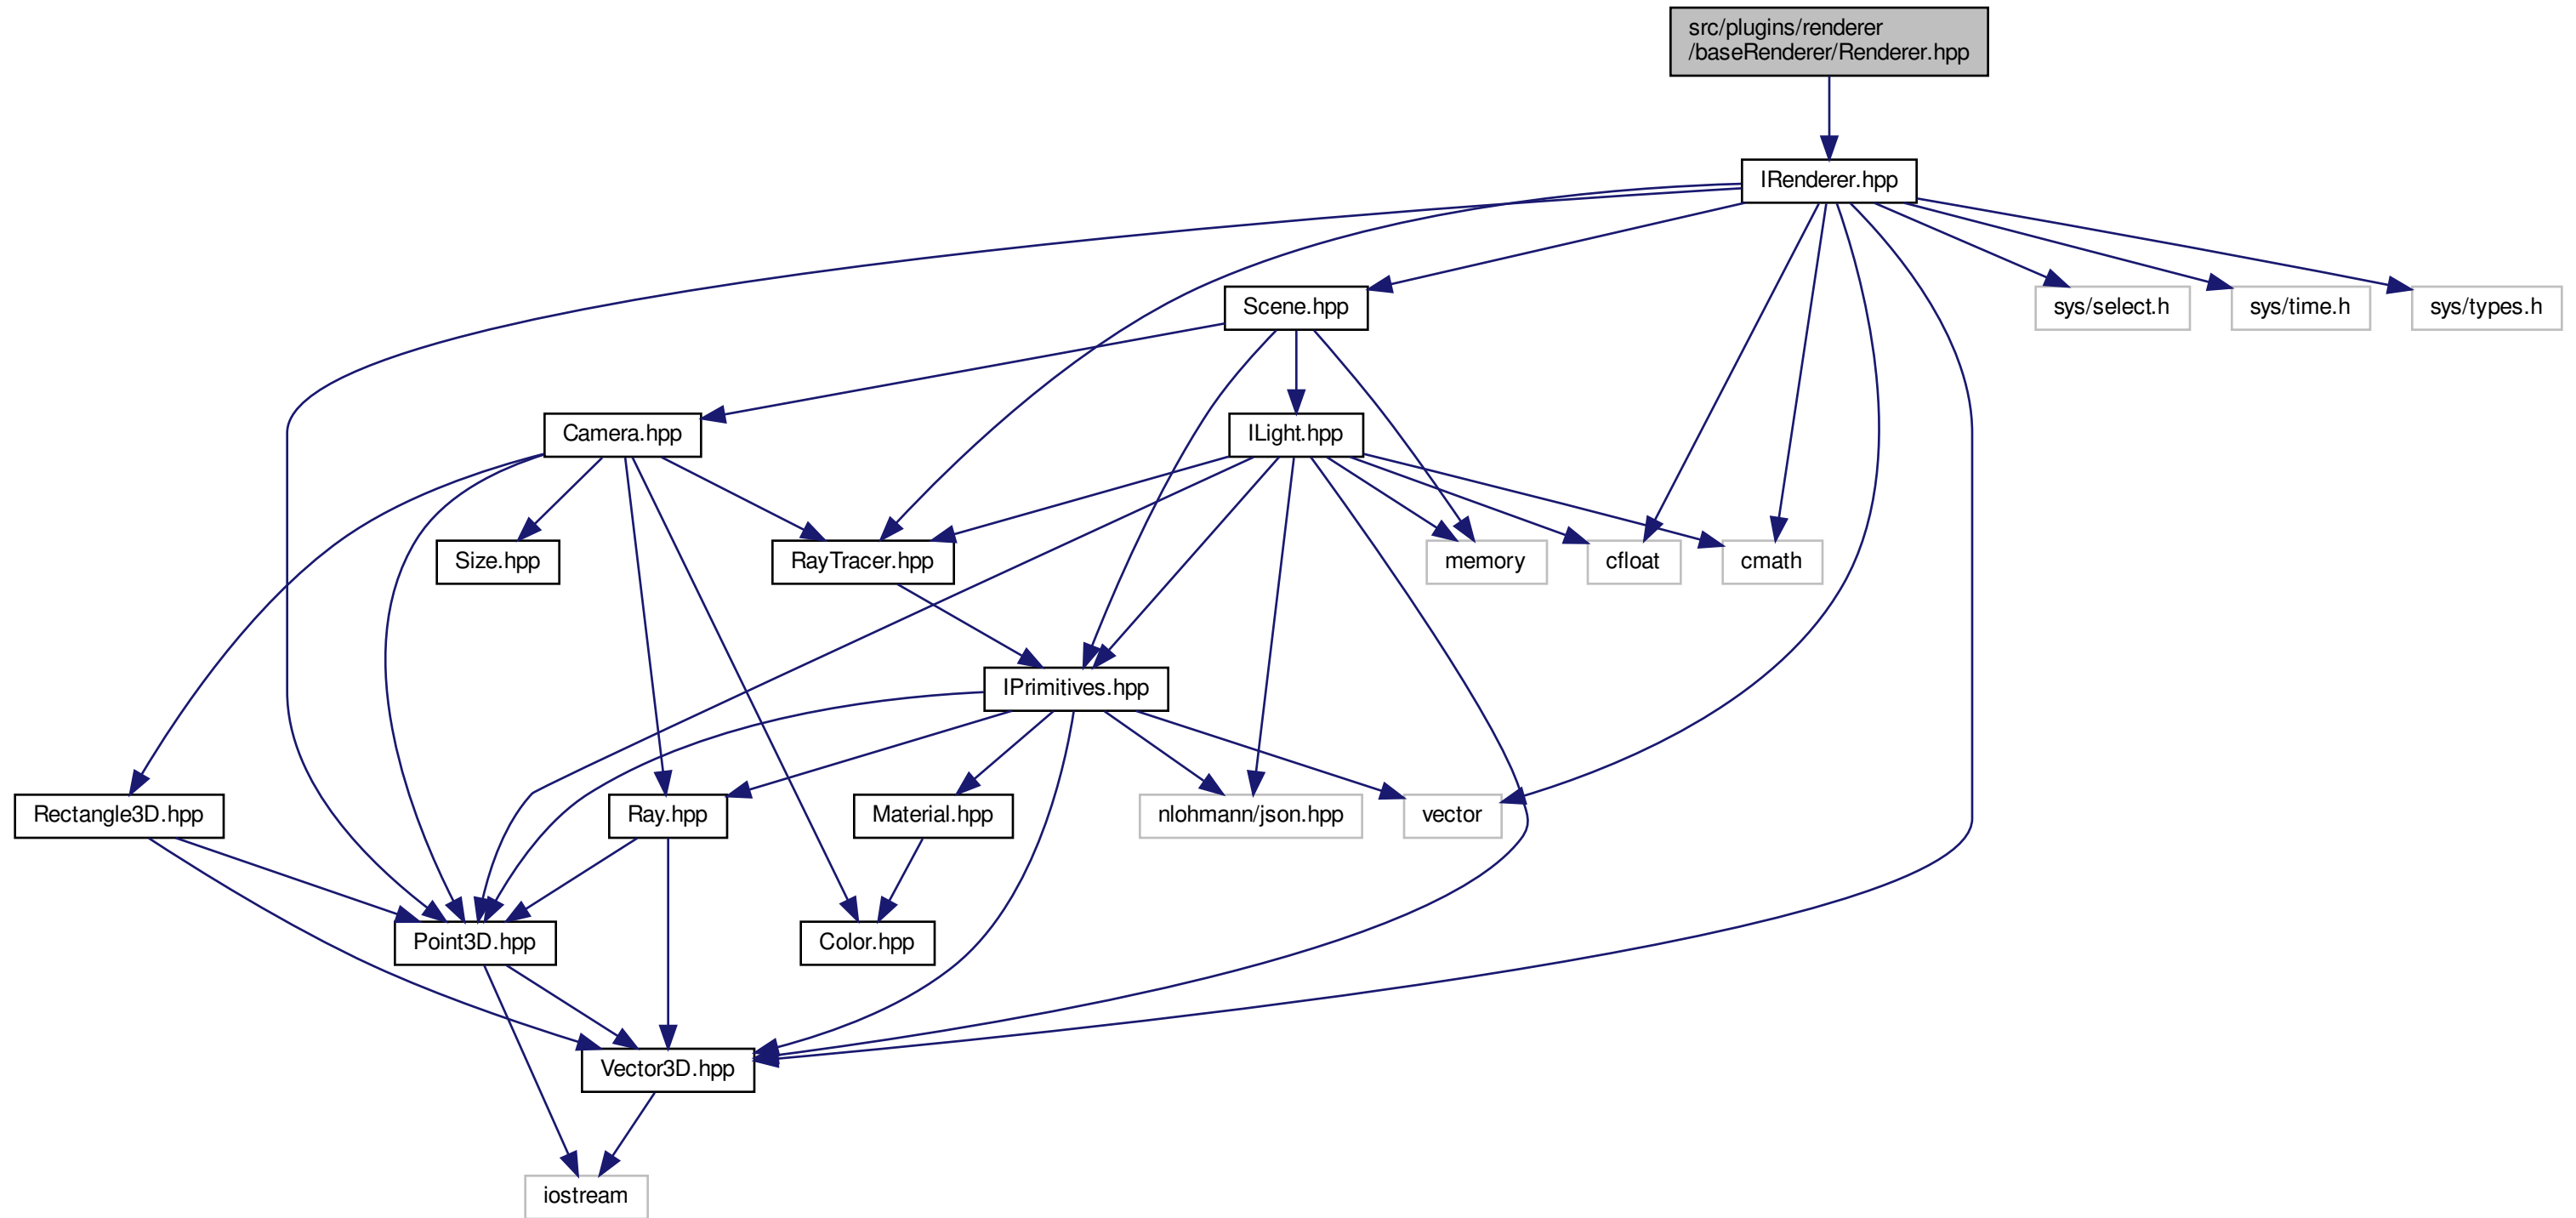 src/plugins/renderer
/baseRenderer/Renderer.hpp
IRenderer.hpp
Scene.hpp
sys/select.h
sys/time.h
sys/types.h
Camera.hpp
ILight.hpp
Size.hpp
RayTracer.hpp
memory
cfloat
cmath
IPrimitives.hpp
Rectangle3D.hpp
Ray.hpp
Material.hpp
nlohmann/json.hpp
vector
Point3D.hpp
Color.hpp
Vector3D.hpp
iostream